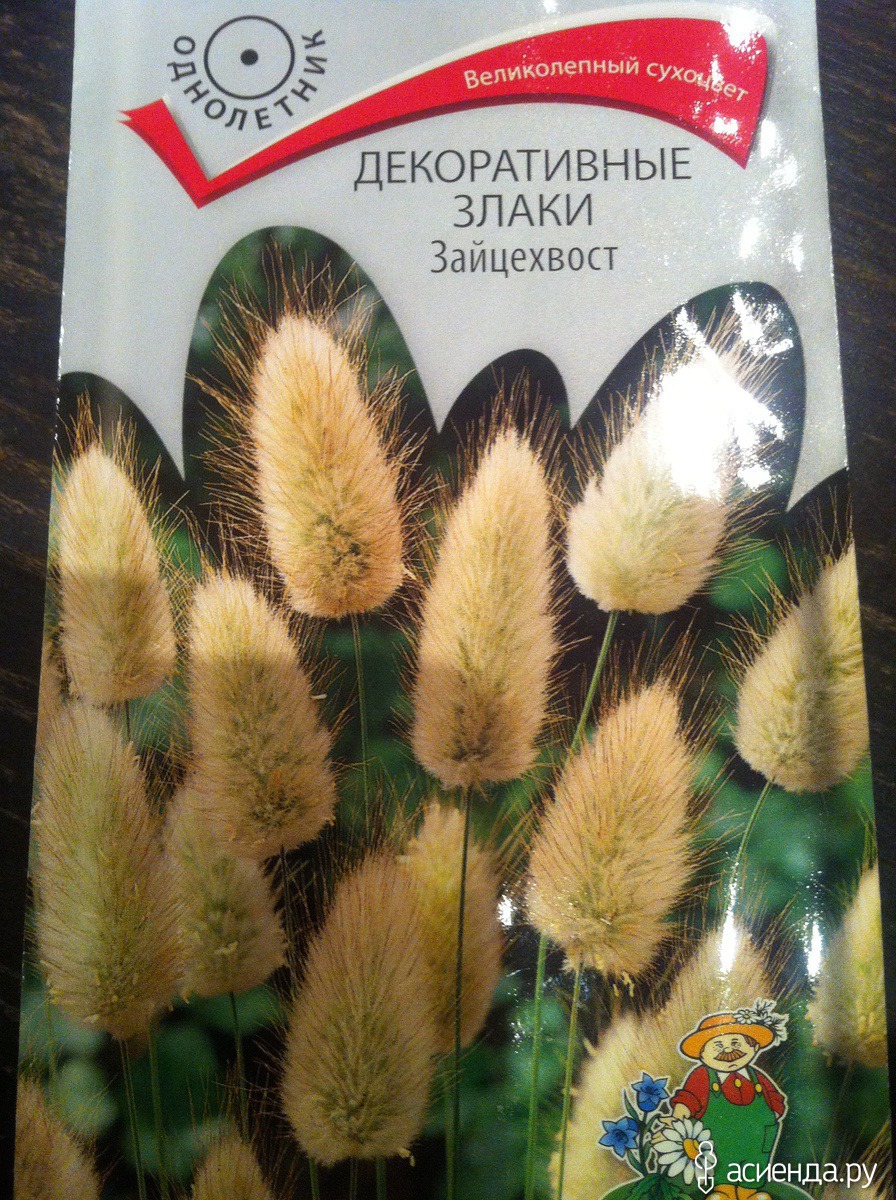 ОДНОЛЕТНИК
Великолепный сухоцвет
ДЕКОРАТИВНЫЕ
ЗЛАКИ
Зайцехвост
асиенда.ру